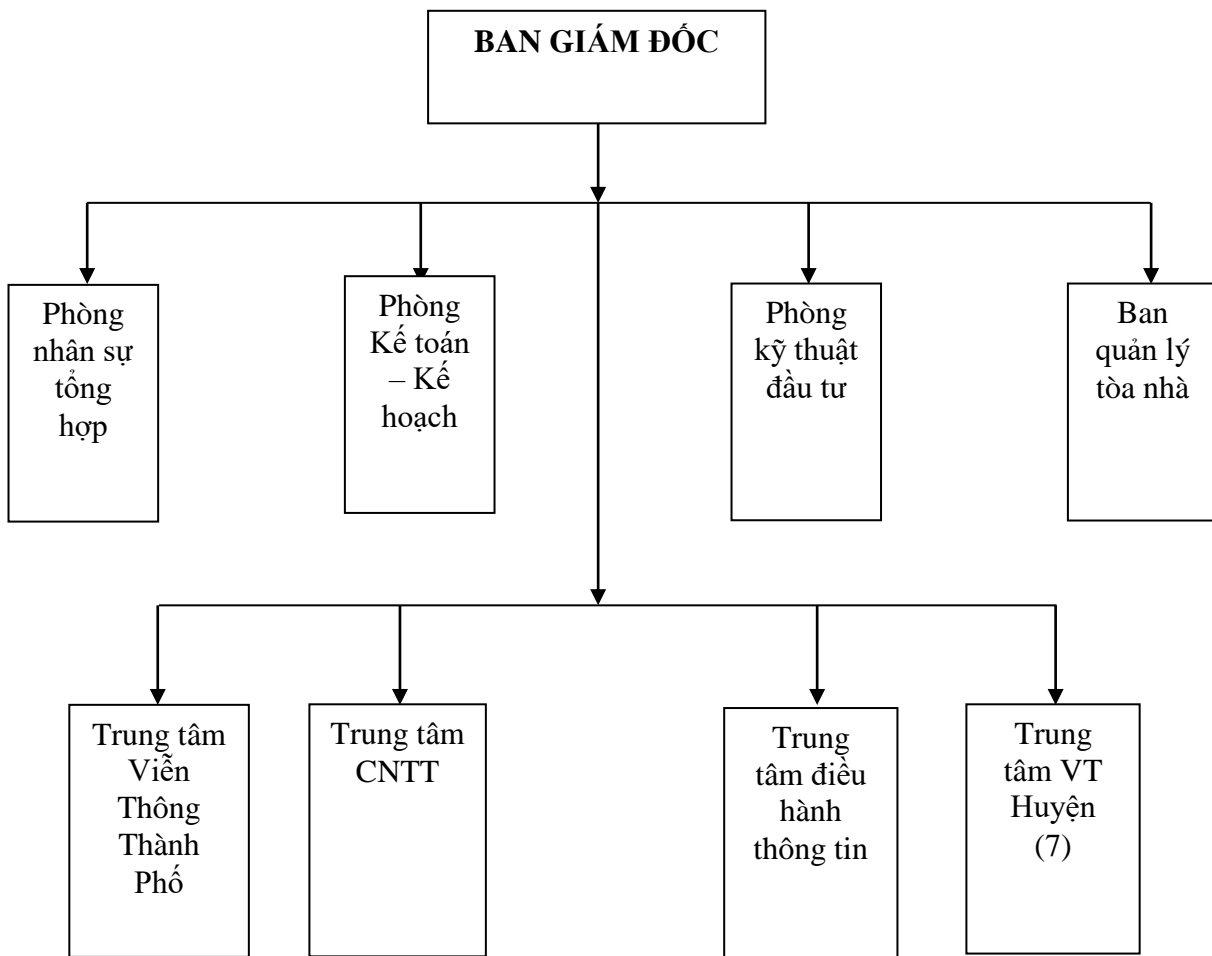 BAN GIÁM ĐỐC
Phòng
nhân sự
tổng
hợp
Phòng
Kế toán
– Kế
hoạch
Phòng
kỹ thuật
đầu tư
Ban
quản lý
tòa nhà
Trung tâm
Viễn
Thông
Thành
Phố
Trung tâm
CNTT
Trung
tâm điều
hành
thông tin
Trung
tâm VT
Huyện
(7)